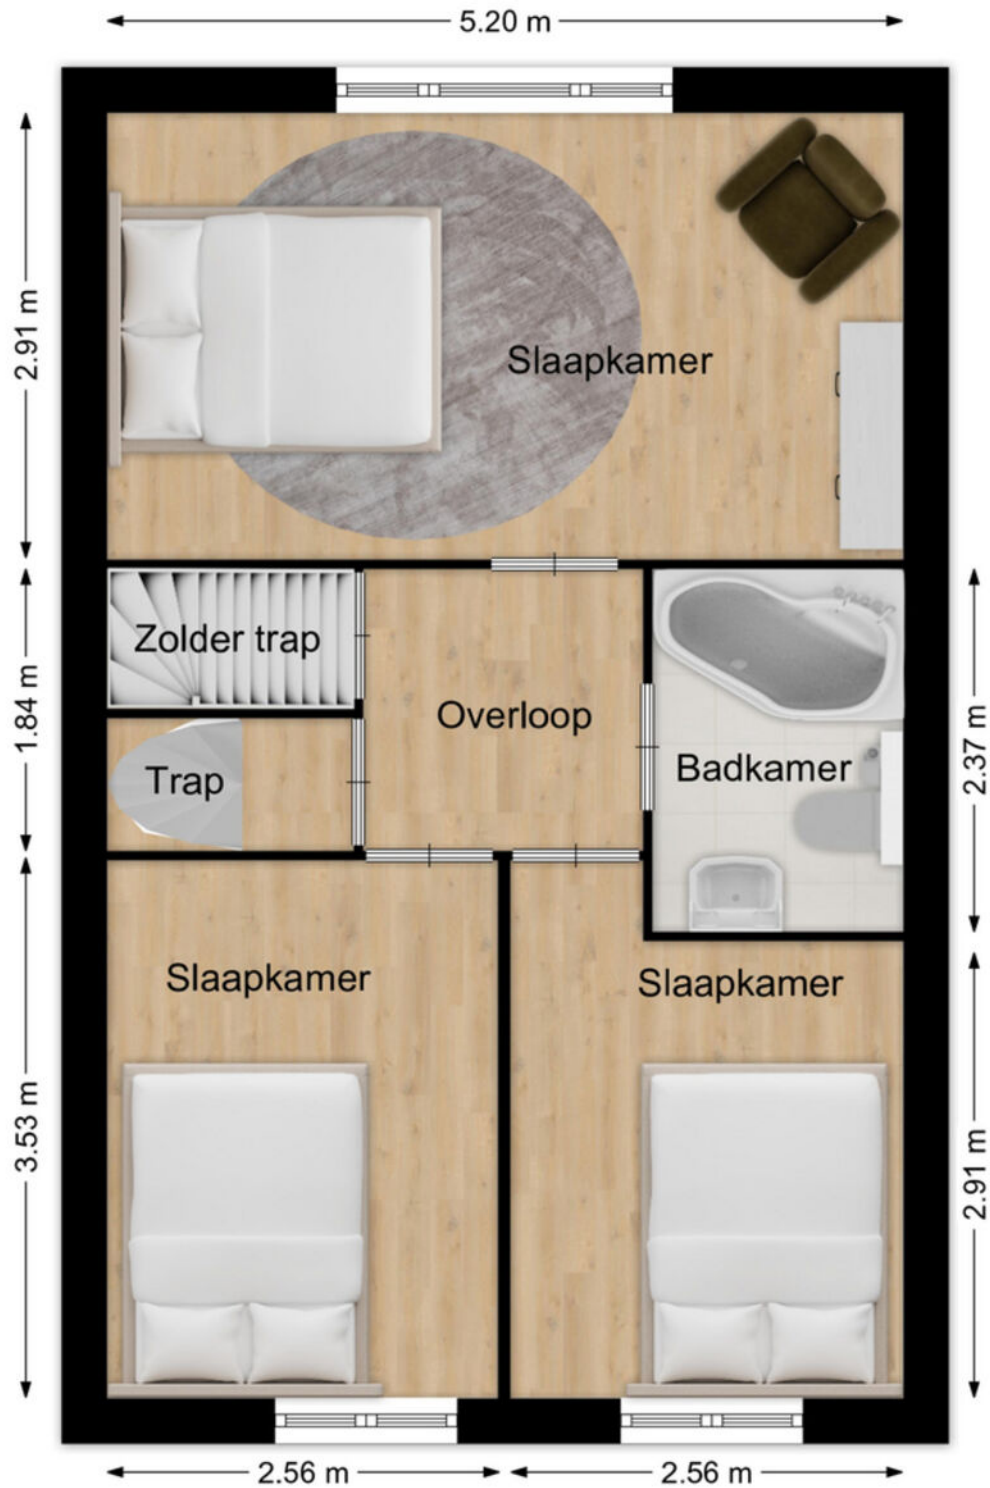 5.20 m
2.91 m
Slaapkamer
Zolder trap
1.84 m
Overloop
Trap
Badkamer
2.37 m
Slaapkamer
Slaapkamer
3.53 m
2.91 m
2.56 m
2.56 m